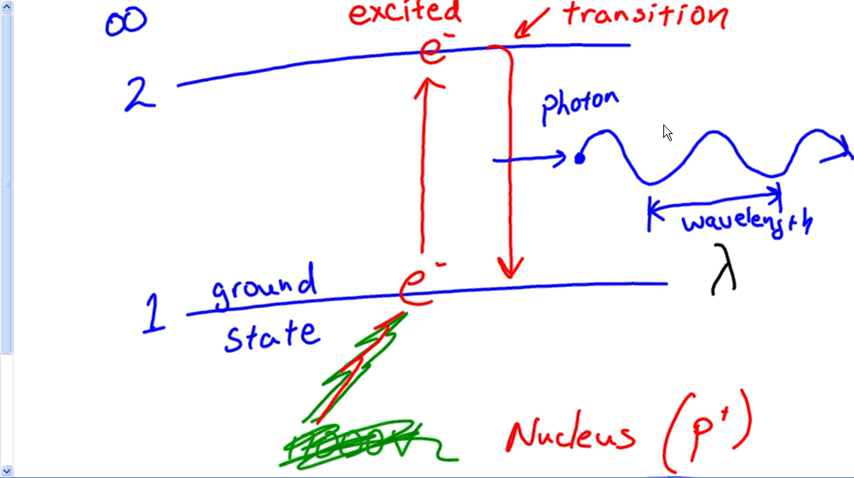 ∞
excited
transition
e⁻
2
photon
wavelength
λ
e⁻
ground
1
state
Nucleus (p⁺)